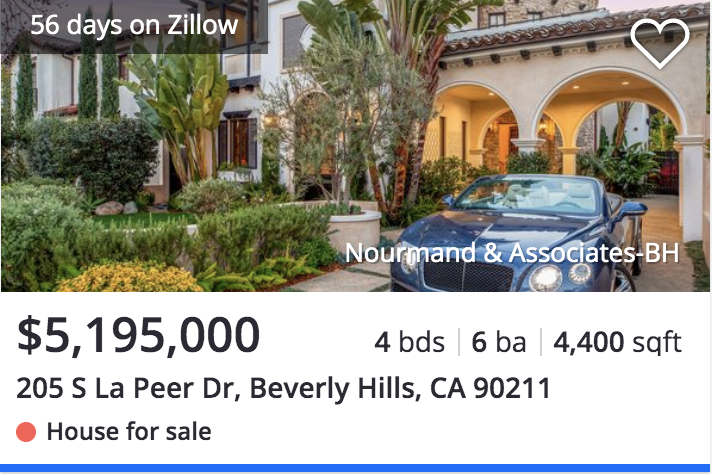 56 days on Zillow
Nourmand & Associates-BH
$5,195,000
4 bds | 6 ba | 4,400 sqft
205 S La Peer Dr, Beverly Hills, CA 90211
House for sale